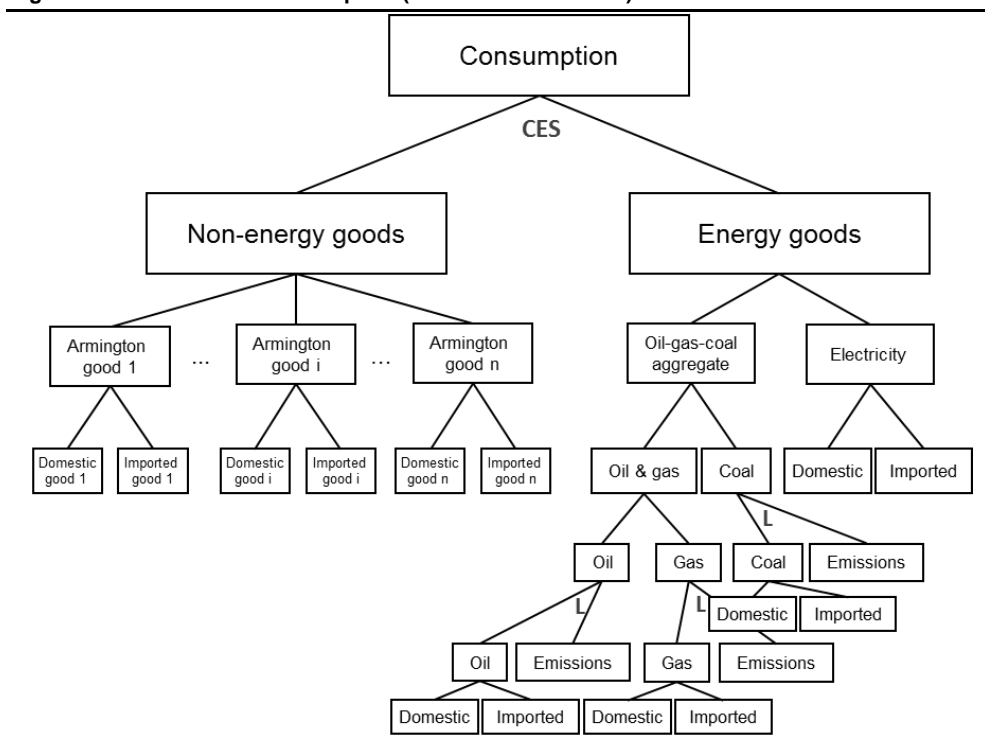 Consumption
CES
Non-energy goods
Energy goods
Armington
good 1
...
Armington
good i
...
Armington
good n
Oil-gas-coal
aggregate
Electricity
Domestic
good 1
Imported
good 1
Domestic
good i
Imported
good i
Domestic
good n
Imported
good n
Oil & gas
Coal
Domestic
Imported
L
Oil
Gas
Coal
Emissions
L
L
Domestic
Imported
Oil
Emissions
Gas
Emissions
Domestic
Imported
Domestic
Imported